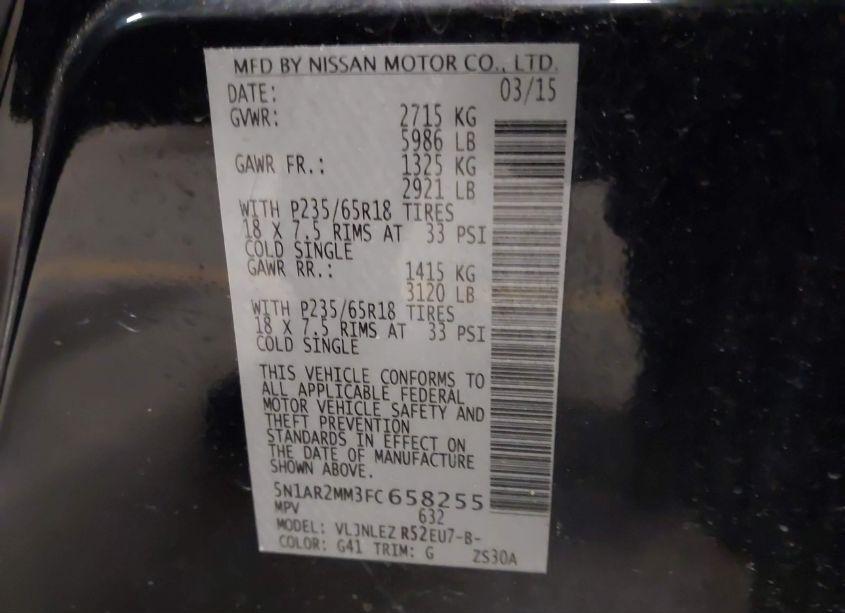 MFD BY NISSAN MOTOR CO., LTD.
DATE: 03/15
GVWR: 2715 KG
5986 LB
GAWR FR.: 1325 KG
2921 LB
WITH P235/65R18 TIRES
18 X 7.5 RIMS AT 33 PSI
COLD SINGLE
GAWR RR.: 1415 KG
3120 LB
WITH P235/65R18 TIRES
18 X 7.5 RIMS AT 33 PSI
COLD SINGLE
THIS VEHICLE CONFORMS TO
ALL APPLICABLE FEDERAL
MOTOR VEHICLE SAFETY AND
THEFT PREVENTION
STANDARDS IN EFFECT ON
THE DATE OF MANUFACTURE
SHOWN ABOVE.
5N1AR2MM3FC658255
MPV 632
MODEL: VLJNLEZ R52EU7-B-
COLOR: G41 TRIM: G ZS30A